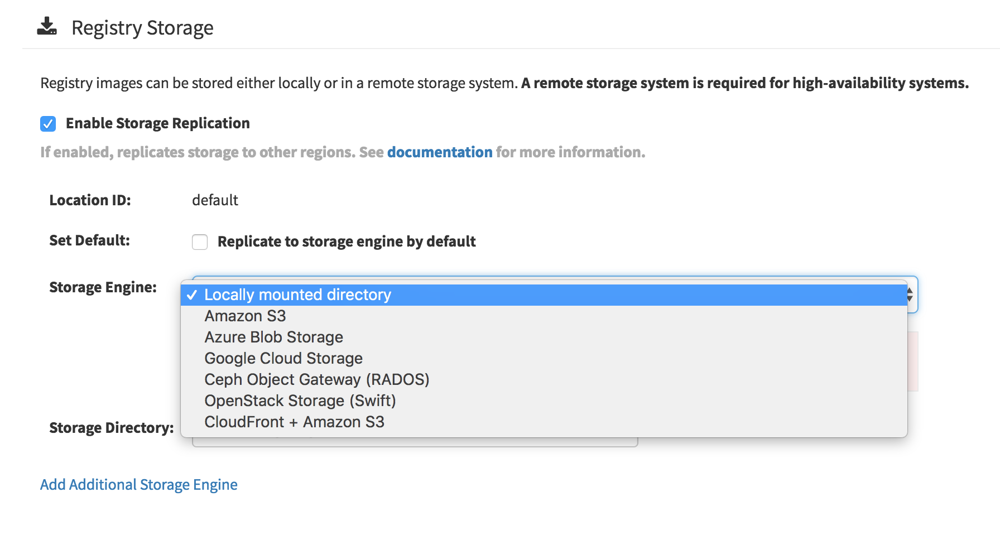 Registry Storage
Registry images can be stored either locally or in a remote storage system. A remote storage system is required for high-availability systems.
Enable Storage Replication
If enabled, replicates storage to other regions. See documentation for more information.
Location ID: default
Set Default: Replicate to storage engine by default
Storage Engine: Locally mounted directory
Amazon S3
Azure Blob Storage
Google Cloud Storage
Ceph Object Gateway (RADOS)
OpenStack Storage (Swift)
CloudFront + Amazon S3
Storage Directory:
Add Additional Storage Engine